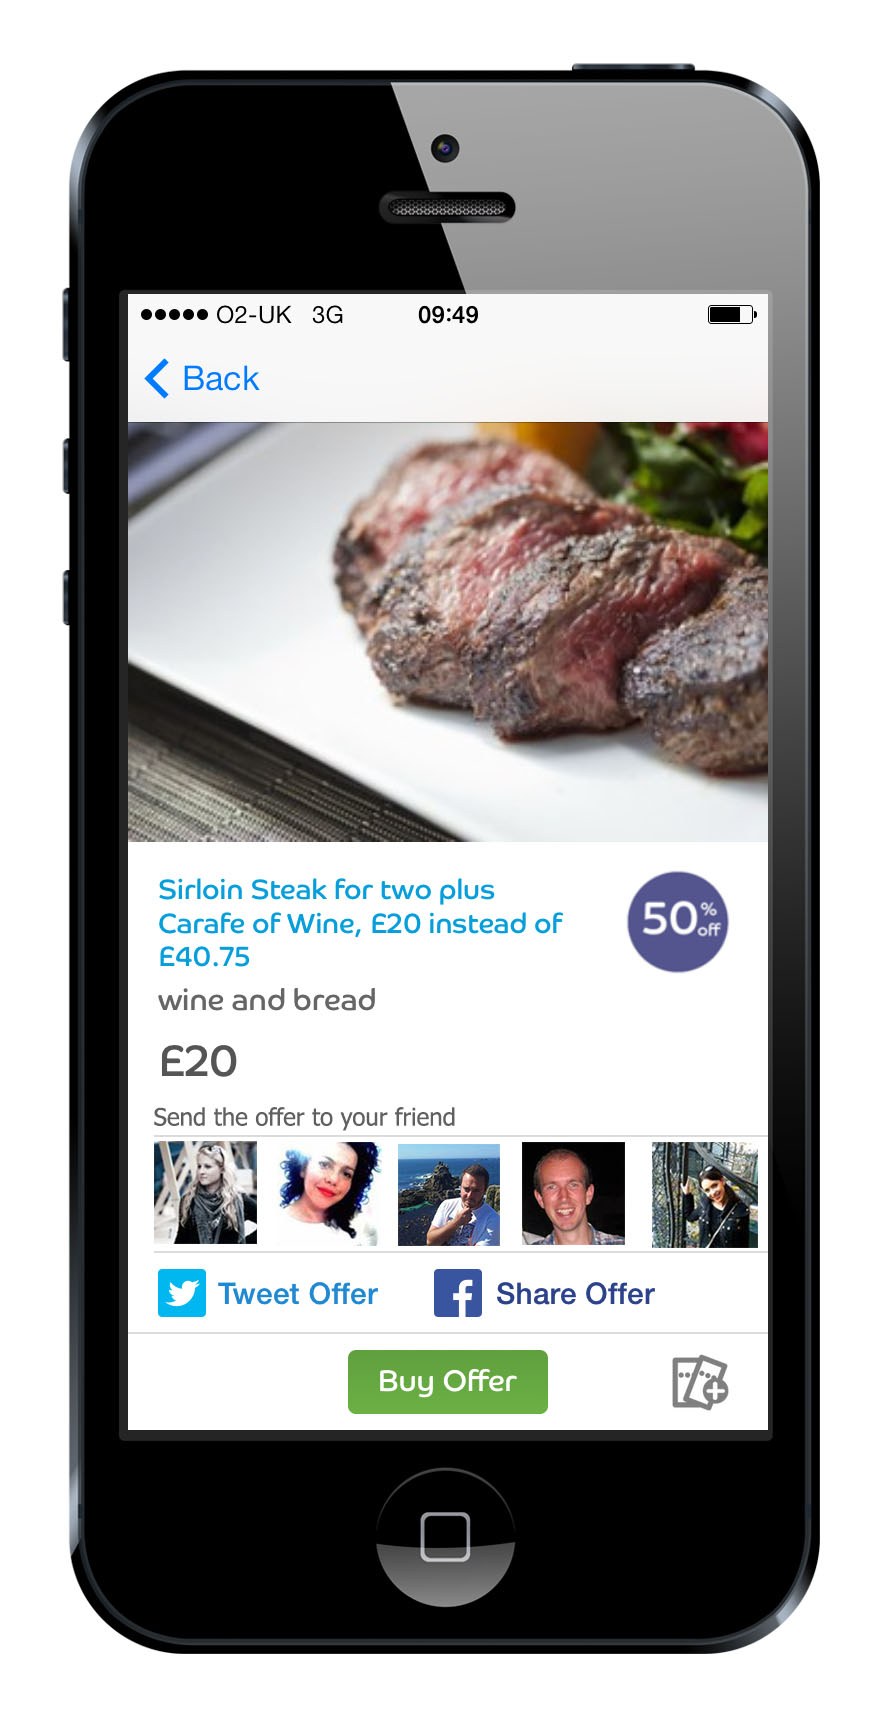 O2-UK 3G 09:49
Back
Sirloin Steak for two plus
Carafe of Wine, £20 instead of
£40.75
50% off
wine and bread
£20
Send the offer to your friend
Tweet Offer Share Offer
Buy Offer